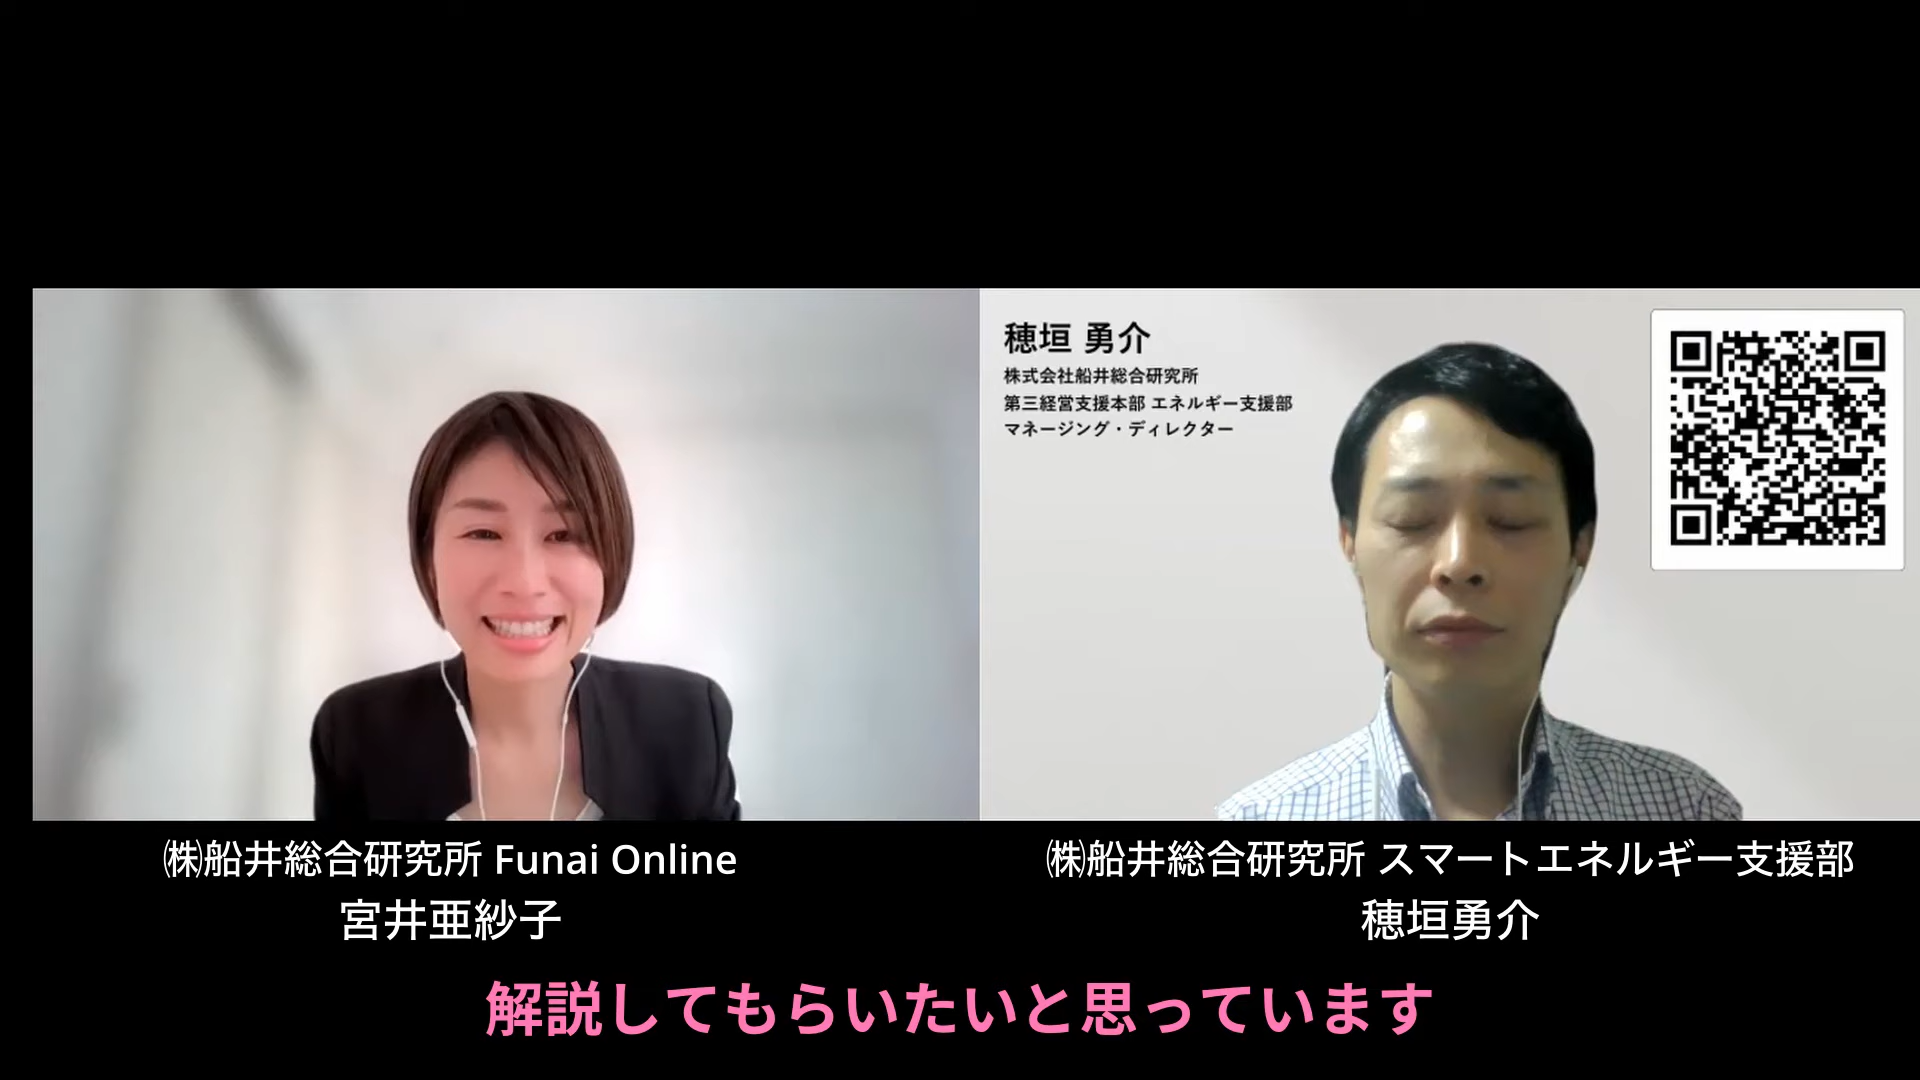 穂垣 勇介
株式会社船井総合研究所
第三経営支援本部 エネルギー支援部
マネージング・ディレクター
㈱船井総合研究所 Funai Online
宮井亜紗子
㈱船井総合研究所 スマートエネルギー支援部
穂垣勇介
解説してもらいたいと思っています